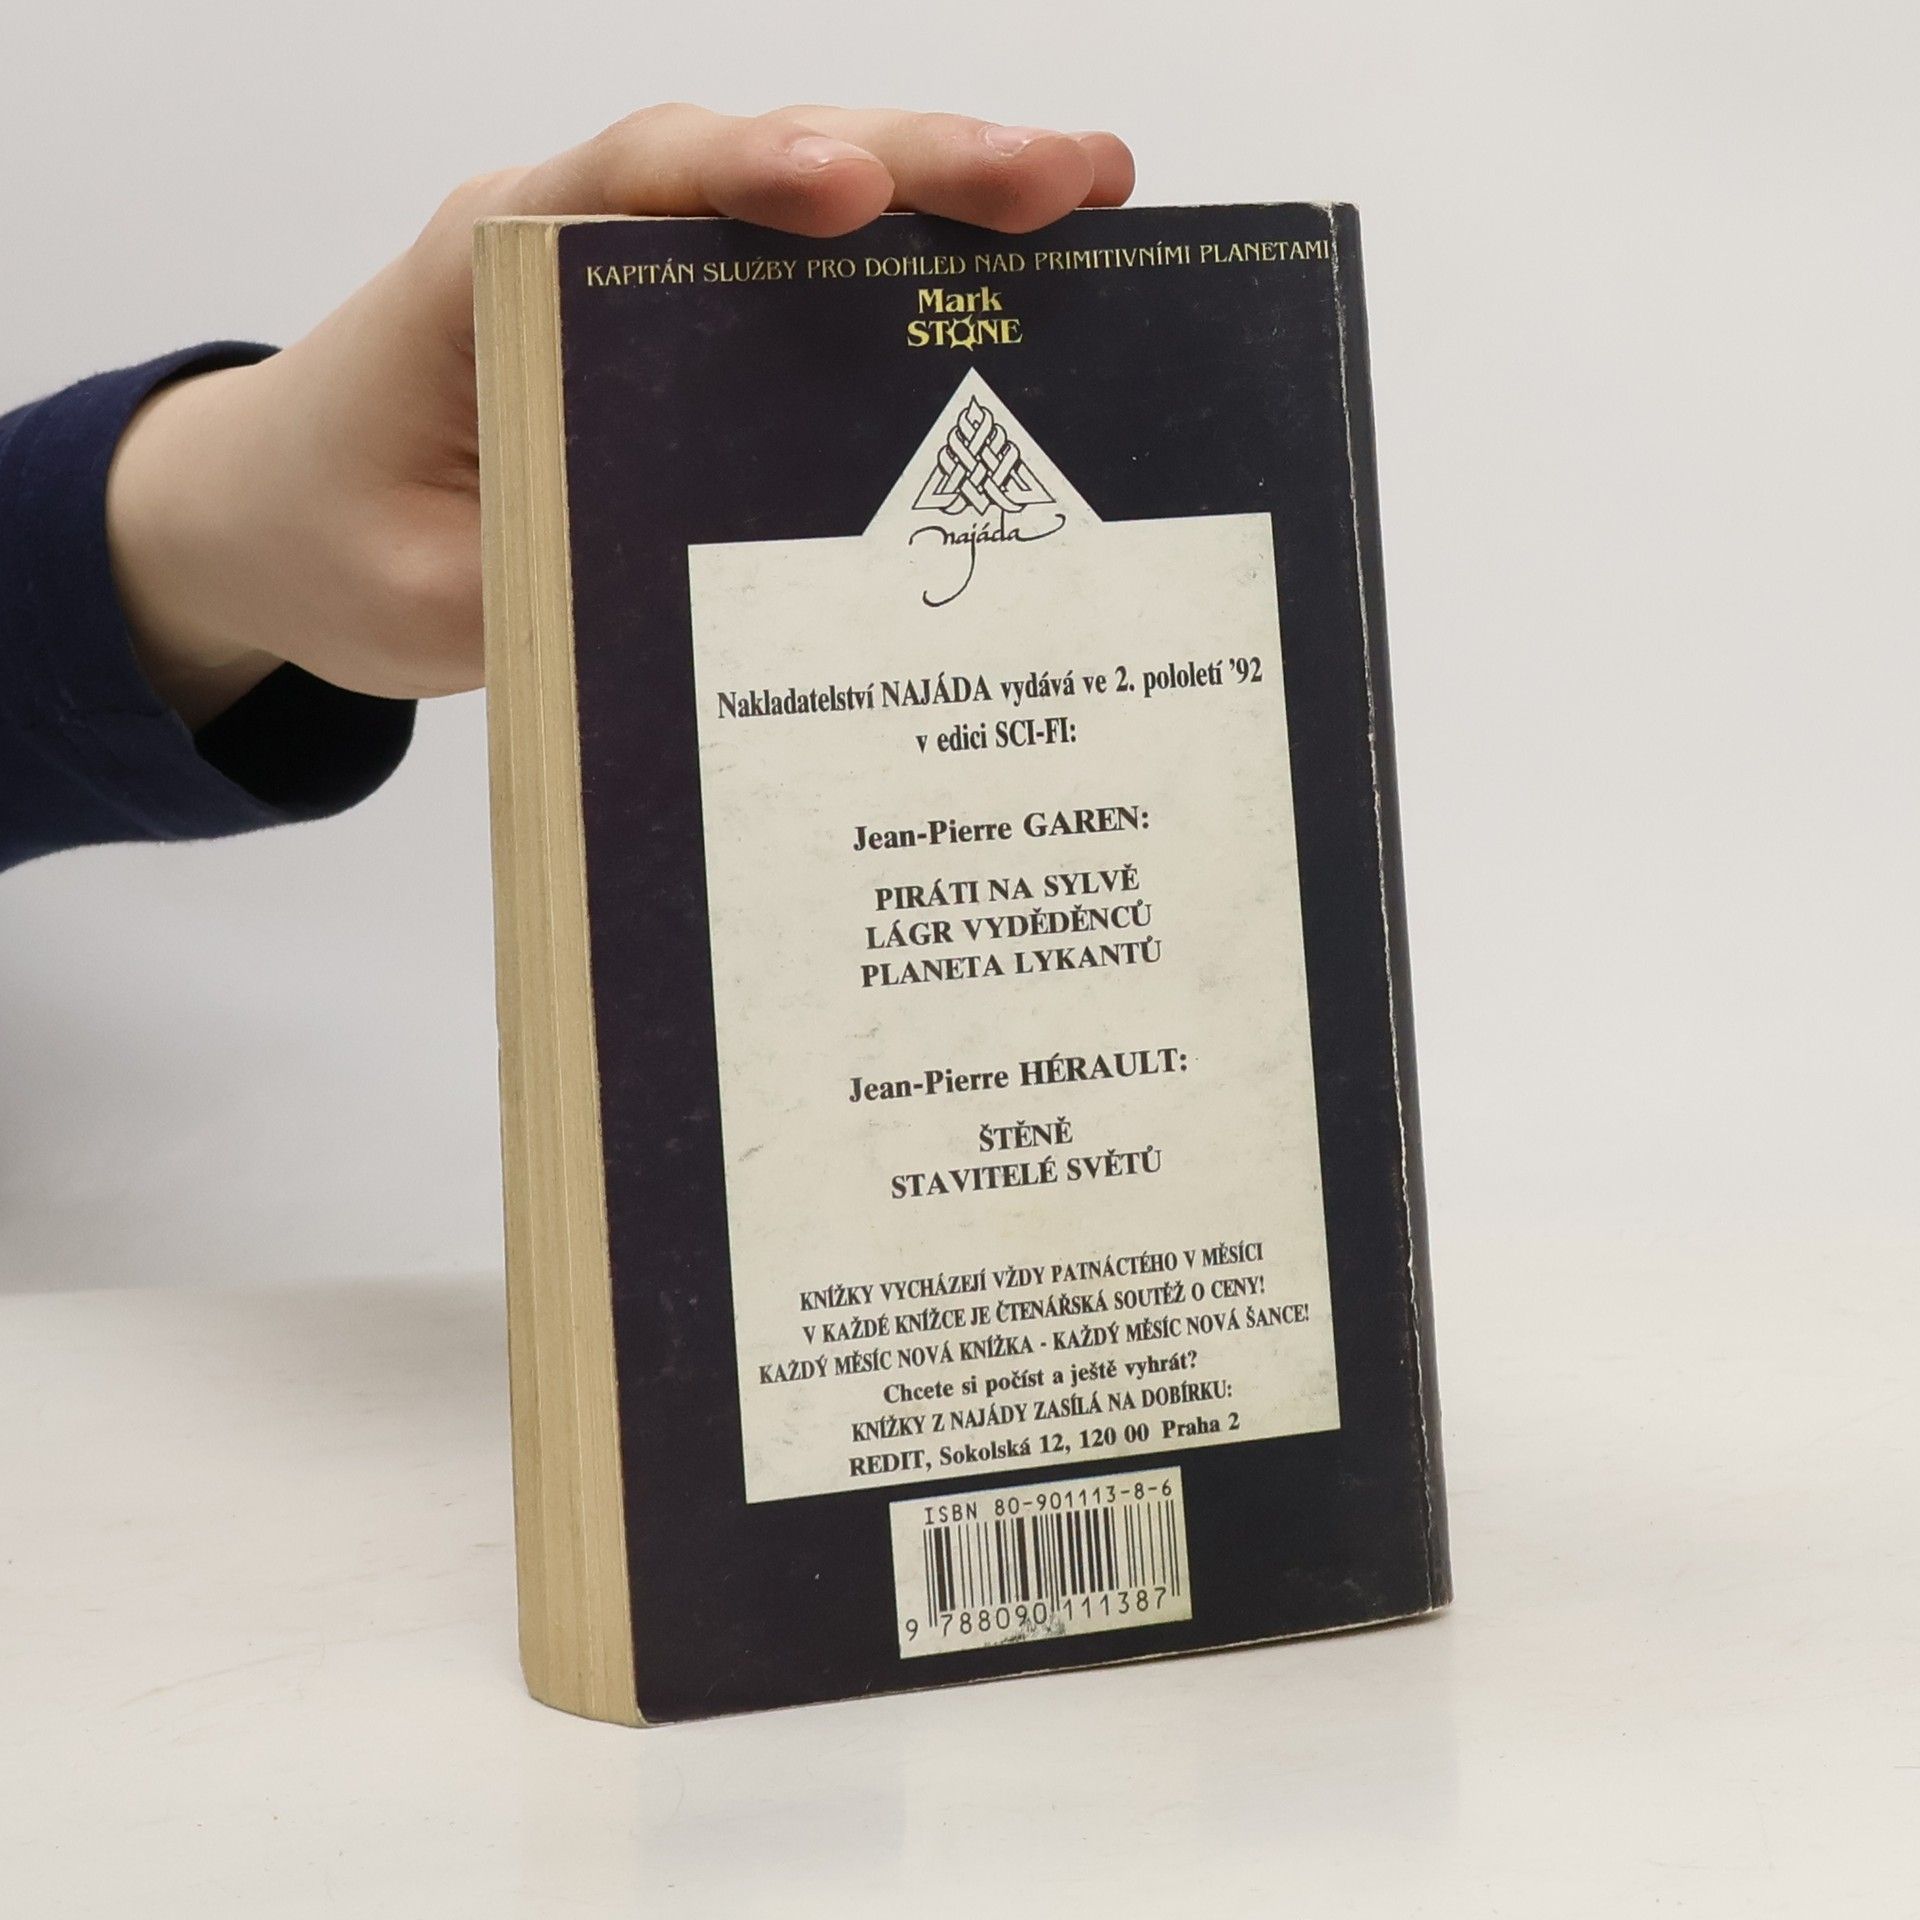 KAPITÁN SLUŽBY PRO DOHLED NAD PRIMITIVNÍMI PLANETAMI
Mark
STONE
najáda
Nakladatelství NAJÁDA vydává ve 2. pololetí ’92
v edici SCI-FI:
Jean-Pierre GAREN:
PIRÁTI NA SYLVĚ
LÁGR VYDĚDĚNCŮ
PLANETA LYKANTŮ
Jean-Pierre HÉRAULT:
ŠTĚNĚ
STAVITELÉ SVĚTŮ
KNÍŽKY VYCHÁZEJÍ VŽDY PATNÁCTÉHO V MĚSÍCI
V KAŽDÉ KNÍŽCE JE ČTENÁŘSKÁ SOUTĚŽ O CENY!
KAŽDÝ MĚSÍC NOVÁ KNÍŽKA - KAŽDÝ MĚSÍC NOVÁ ŠANCE!
Chcete si počíst a ještě vyhrát?
KNÍŽKY Z NAJÁDY ZASÍLÁ NA DOBÍRKU:
REDIT, Sokolská 12, 120 00 Praha 2
ISBN 80-901113-8-6
9 788090 111387